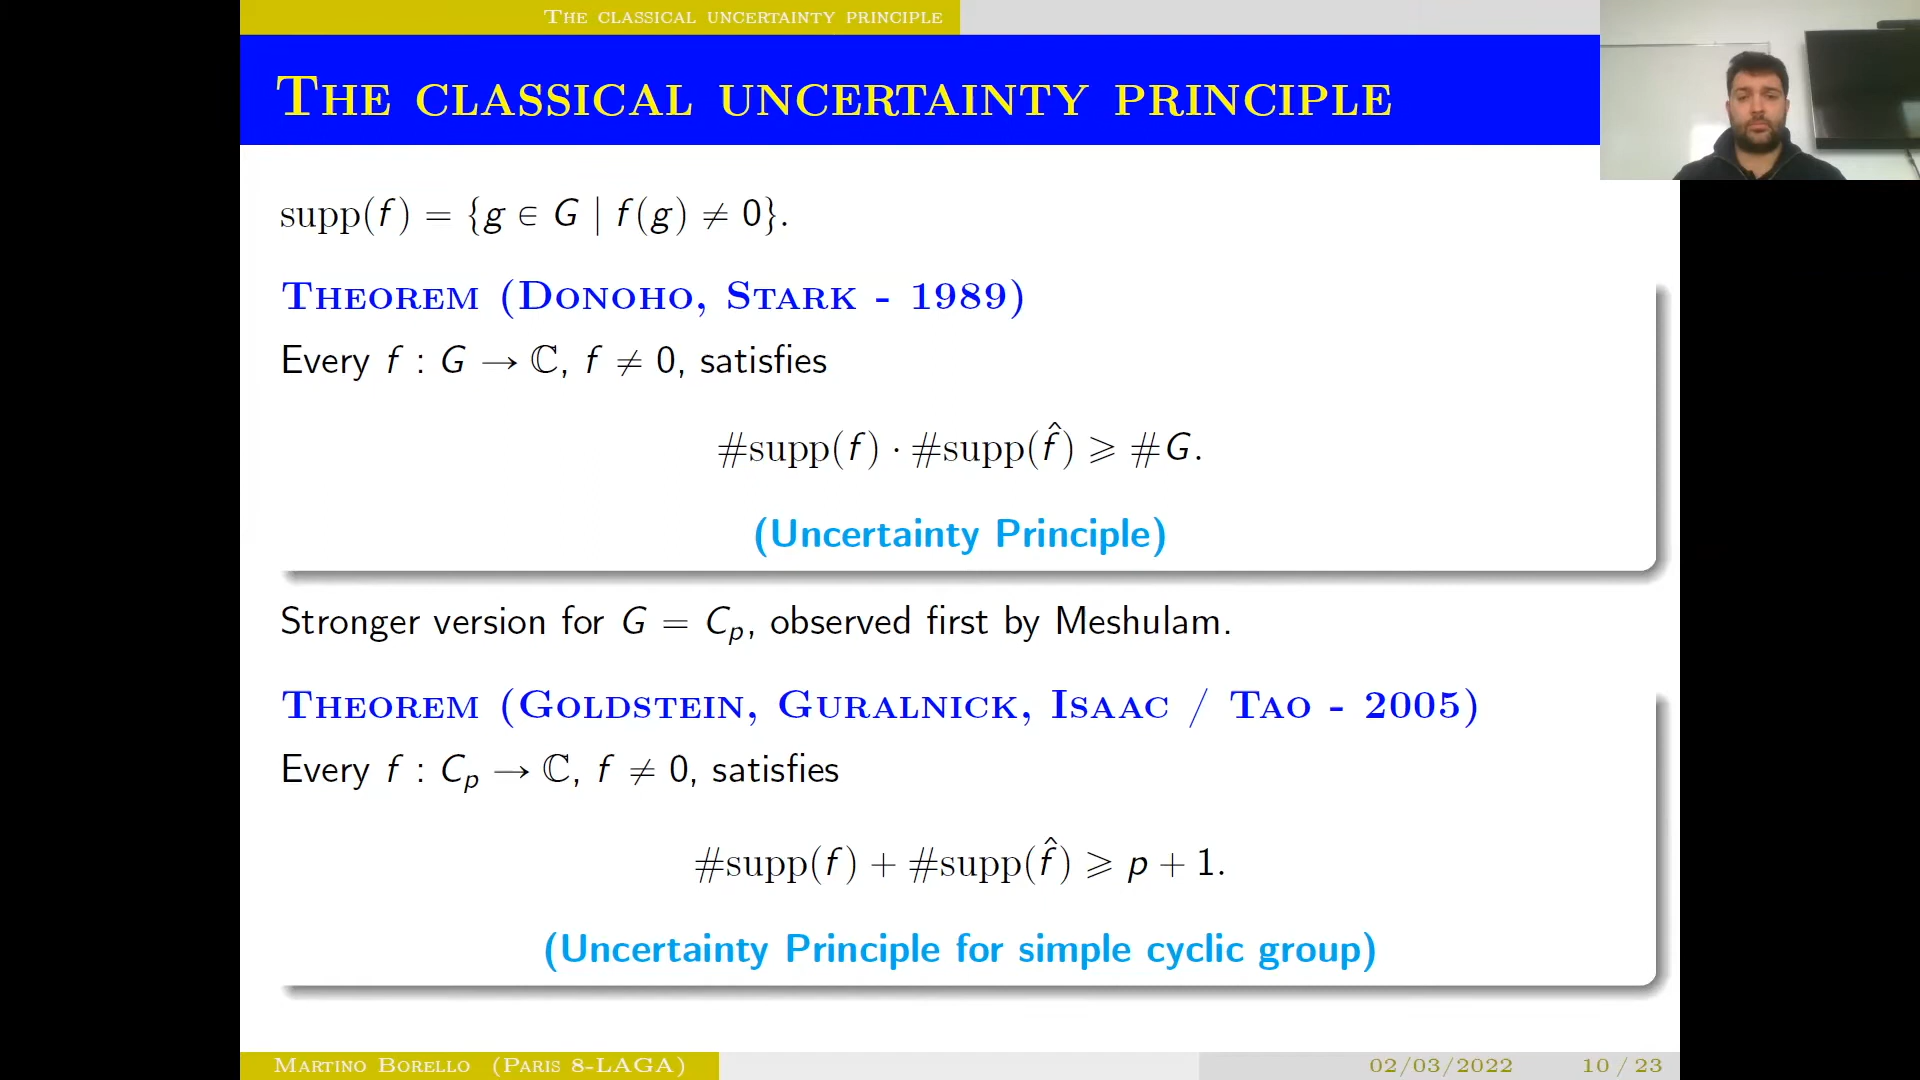 The classical uncertainty principle
The classical uncertainty principle
supp(f) = {g ∈ G | f(g) ≠ 0}.
Theorem (Donoho, Stark - 1989)
Every f : G → ℂ, f ≠ 0, satisfies
#supp(f) · #supp(f̂) ⩾ #G.
(Uncertainty Principle)
Stronger version for G = Cₚ, observed first by Meshulam.
Theorem (Goldstein, Guralnick, Isaac / Tao - 2005)
Every f : Cₚ → ℂ, f ≠ 0, satisfies
#supp(f) + #supp(f̂) ⩾ p + 1.
(Uncertainty Principle for simple cyclic group)
Martino Borello (Paris 8-LAGA) 02/03/2022 10 / 23